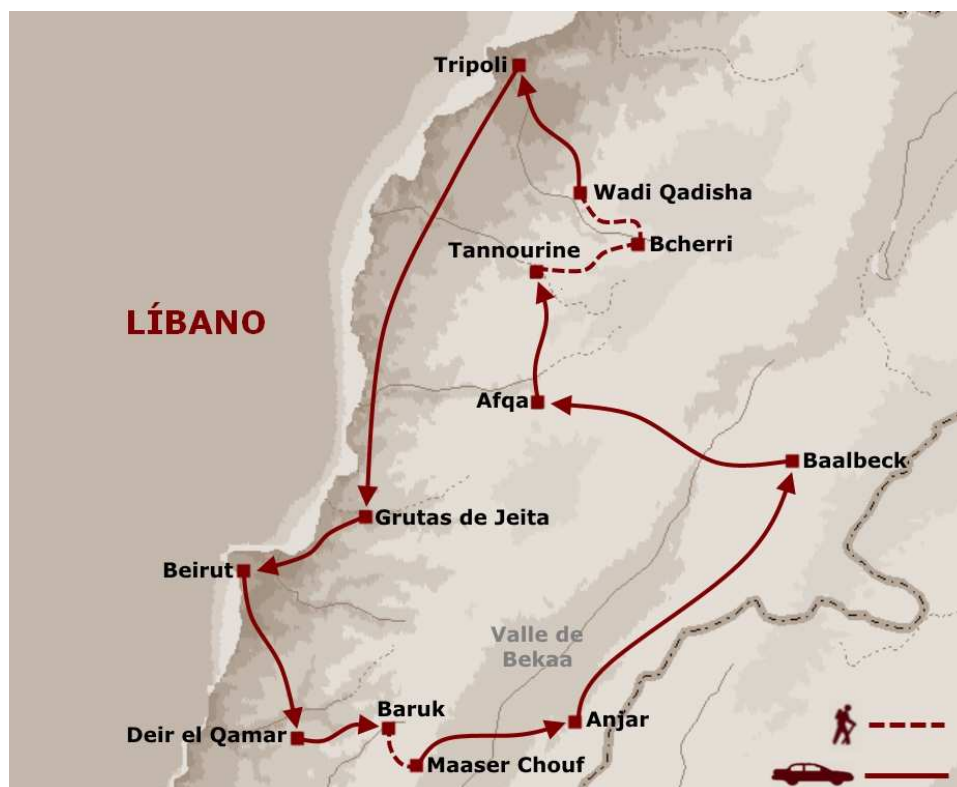 Tripoli
Wadi Qadisha
Bcherri
Tannourine
LÍBANO
Afqa
Baalbeck
Grutas de Jeita
Beirut
Valle de
Bekaa
Baruk
Anjar
Deir el Qamar
Maaser Chouf